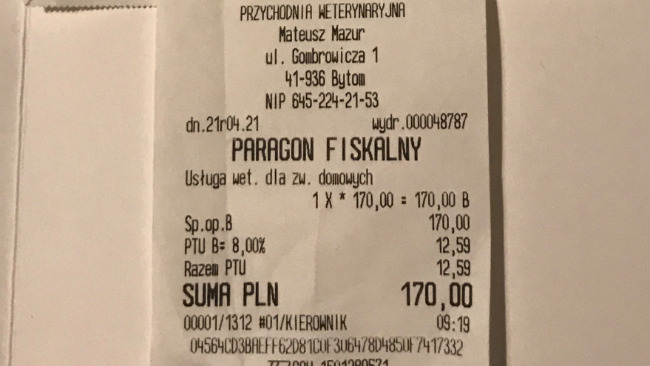 PRZYCHODNIA WETERYNARYJNA
Mateusz Mazur
ul. Gombrowicza 1
41-936 Bytom
NIP 645-224-21-53
dn.21r04.21 wydr.000048787
PARAGON FISKALNY
Usługa wet. dla zw. domowych
1 X * 170,00 = 170,00 B
Sp.op.B 170,00
PTU B= 8,00% 12,59
Razem PTU 12,59
SUMA PLN 170,00
00001/1312 #01/KIEROWNIK 09:19